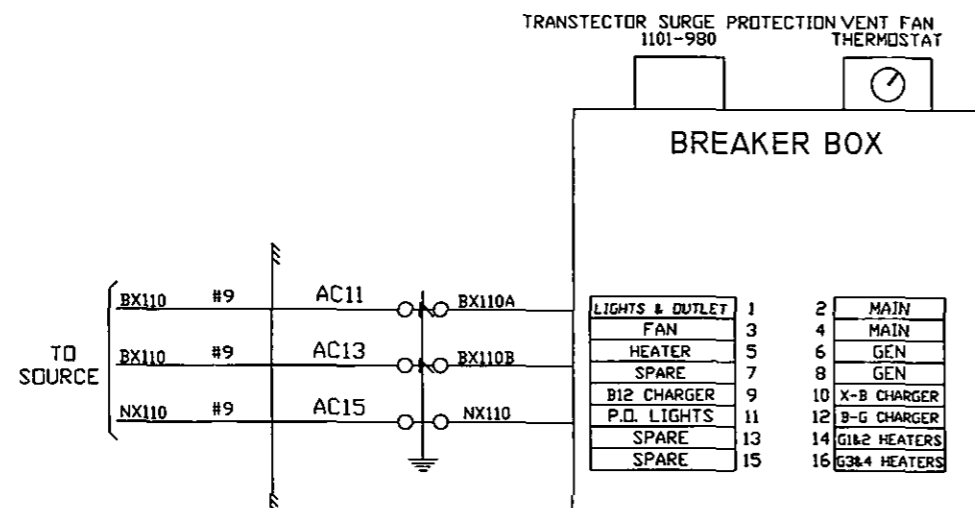 TRANSTECTOR SURGE PROTECTION
1101-980
VENT FAN
THERMOSTAT
BREAKER BOX
TO
SOURCE
BX110 #9 AC11 BX110A
BX110 #9 AC13 BX110B
NX110 #9 AC15 NX110
LIGHTS & OUTLET 1 2 MAIN
FAN 3 4 MAIN
HEATER 5 6 GEN
SPARE 7 8 GEN
B12 CHARGER 9 10 X-B CHARGER
P.O. LIGHTS 11 12 B-G CHARGER
SPARE 13 14 G1&2 HEATERS
SPARE 15 16 G3&4 HEATERS